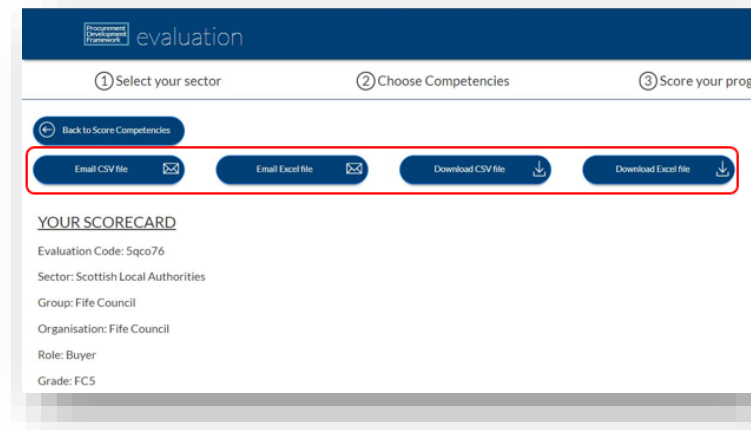 Procurement
Development
Framework
evaluation
1 Select your sector
2 Choose Competencies
3 Score your prog
Back to Score Competencies
Email CSV file
Email Excel file
Download CSV file
Download Excel file
YOUR SCORECARD
Evaluation Code: 5qco76
Sector: Scottish Local Authorities
Group: Fife Council
Organisation: Fife Council
Role: Buyer
Grade: FC5